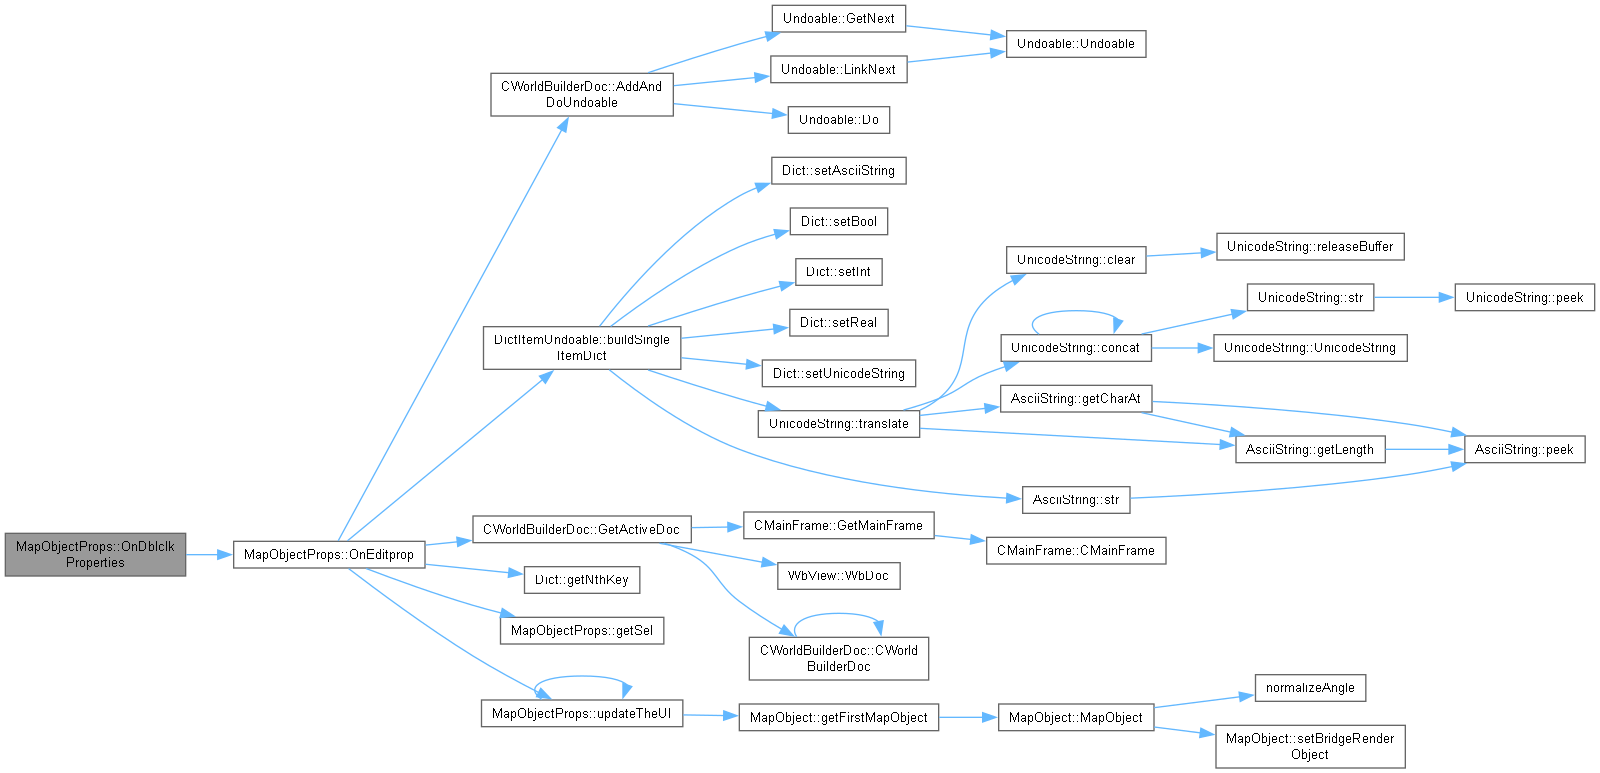 Undoable::GetNext
Undoable::Undoable
Undoable::LinkNext
CWorldBuilderDoc::AddAnd
DoUndoable
Undoable::Do
Dict::setAsciiString
Dict::setBool
UnicodeString::releaseBuffer
UnicodeString::clear
Dict::setInt
UnicodeString::str
UnicodeString::peek
Dict::setReal
DictItemUndoable::buildSingle
ItemDict
UnicodeString::concat
UnicodeString::UnicodeString
Dict::setUnicodeString
AsciiString::getCharAt
UnicodeString::translate
AsciiString::getLength
AsciiString::peek
AsciiString::str
CWorldBuilderDoc::GetActiveDoc
CMainFrame::GetMainFrame
MapObjectProps::OnDblclk
Properties
MapObjectProps::OnEditprop
CMainFrame::CMainFrame
Dict::getNthKey
WbView::WbDoc
MapObjectProps::getSel
CWorldBuilderDoc::CWorld
BuilderDoc
normalizeAngle
MapObjectProps::updateTheUI
MapObject::getFirstMapObject
MapObject::MapObject
MapObject::setBridgeRender
Object